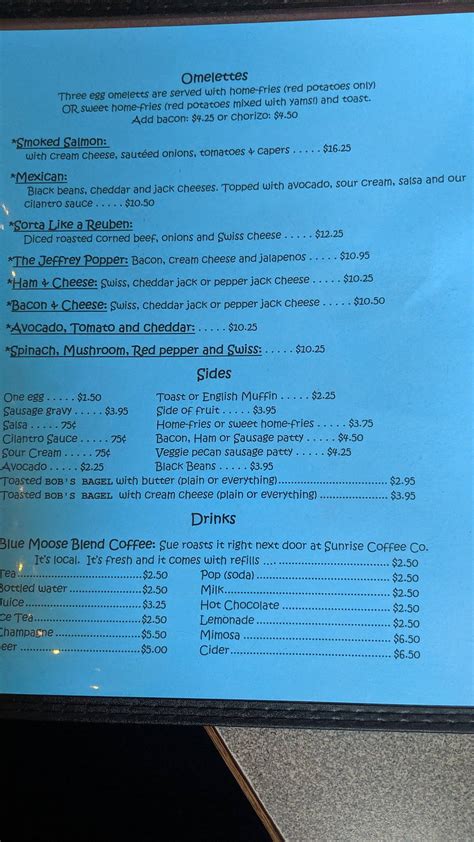 Omelettes
Three egg omeletts are served with home-fries (red potatoes only)
OR sweet home-fries (red potatoes mixed with yams!) and toast.
Add bacon: $4.25 or chorizo: $4.50
*Smoked Salmon:
with cream cheese, sautéed onions, tomatoes & capers . . . . . $16.25
*Mexican:
Black beans, cheddar and jack cheeses. Topped with avocado, sour cream, salsa and our
cilantro sauce . . . . . $10.50
*Sorta Like a Reuben:
Diced roasted corned beef, onions and Swiss cheese . . . . . $12.25
*The Jeffrey Popper: Bacon, cream cheese and jalapenos . . . . . $10.95
*Ham & Cheese: Swiss, cheddar jack or pepper jack cheese . . . . . $10.25
*Bacon & Cheese: Swiss, cheddar jack or pepper jack cheese . . . . . $10.50
*Avocado, Tomato and cheddar: . . . . . $10.25
*Spinach, Mushroom, Red pepper and Swiss: . . . . . $10.25
Sides
One egg . . . . . $1.50 Toast or English Muffin . . . . . $2.25
Sausage gravy . . . . . $3.95 Side of fruit . . . . . $3.95
Salsa . . . . . 75¢ Home-fries or sweet home-fries . . . . . $3.75
Cilantro Sauce . . . . . 75¢ Bacon, Ham or Sausage patty . . . . . $4.50
Sour Cream . . . . . 75¢ Veggie pecan sausage patty . . . . . $4.25
Avocado . . . . . $2.25 Black Beans . . . . . $3.95
Toasted BOB'S BAGEL with butter (plain or everything)..................................$2.95
Toasted BOB'S BAGEL with cream cheese (plain or everything)........................$3.95
Drinks
Blue Moose Blend Coffee: Sue roasts it right next door at Sunrise Coffee Co.
It's local. It's fresh and it comes with refills ....................................... $2.50
Tea..........................$2.50 Pop (soda) ....................................... $2.50
Bottled water ..................$2.50 Milk....................................... $2.50
Juice..........................$3.25 Hot Chocolate ............................... $2.50
Ice Tea..........................$2.50 Lemonade ....................................... $2.50
Champagne..........................$5.50 Mimosa ....................................... $6.50
Beer ..........................$5.00 Cider....................................... $6.50